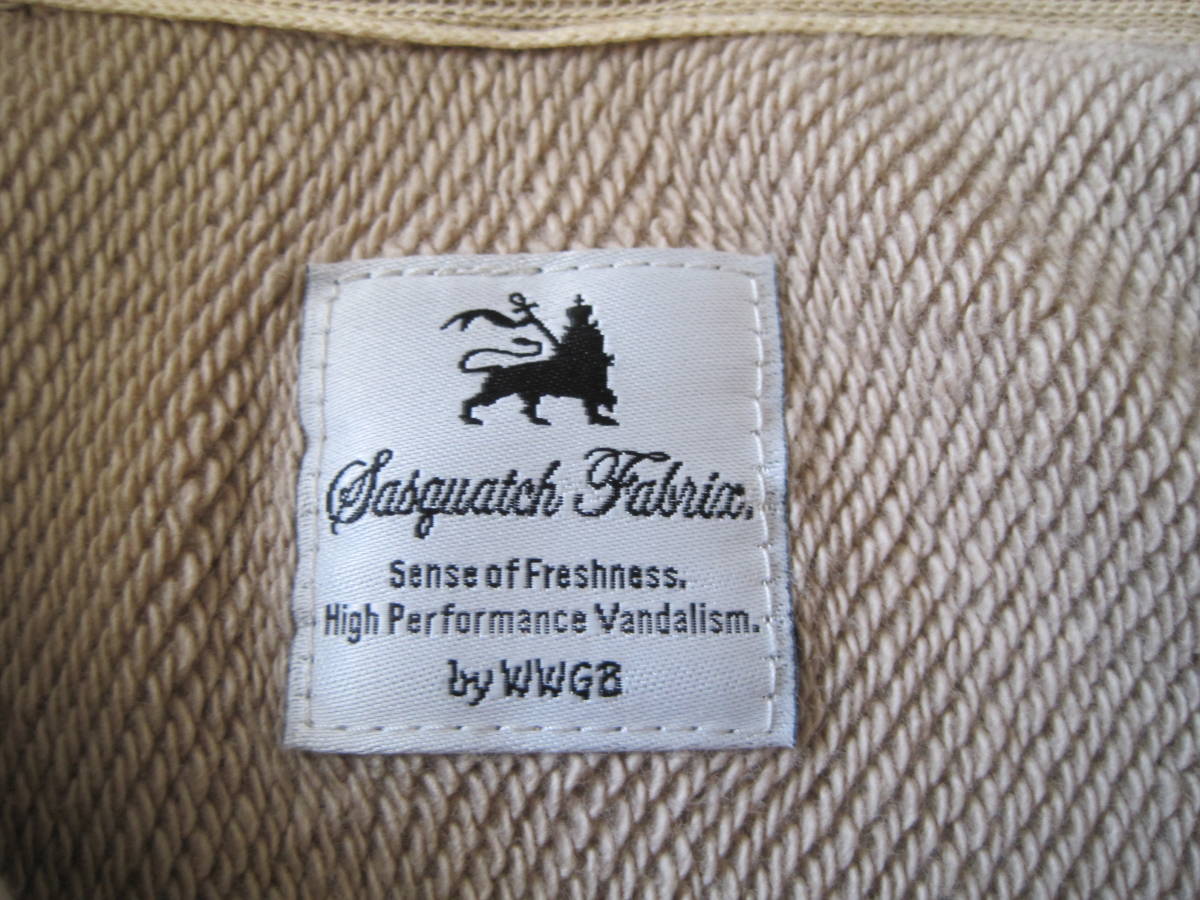 Sasquatch Fabrix.
Sense of Freshness.
High Performance Vandalism.
by WWGB